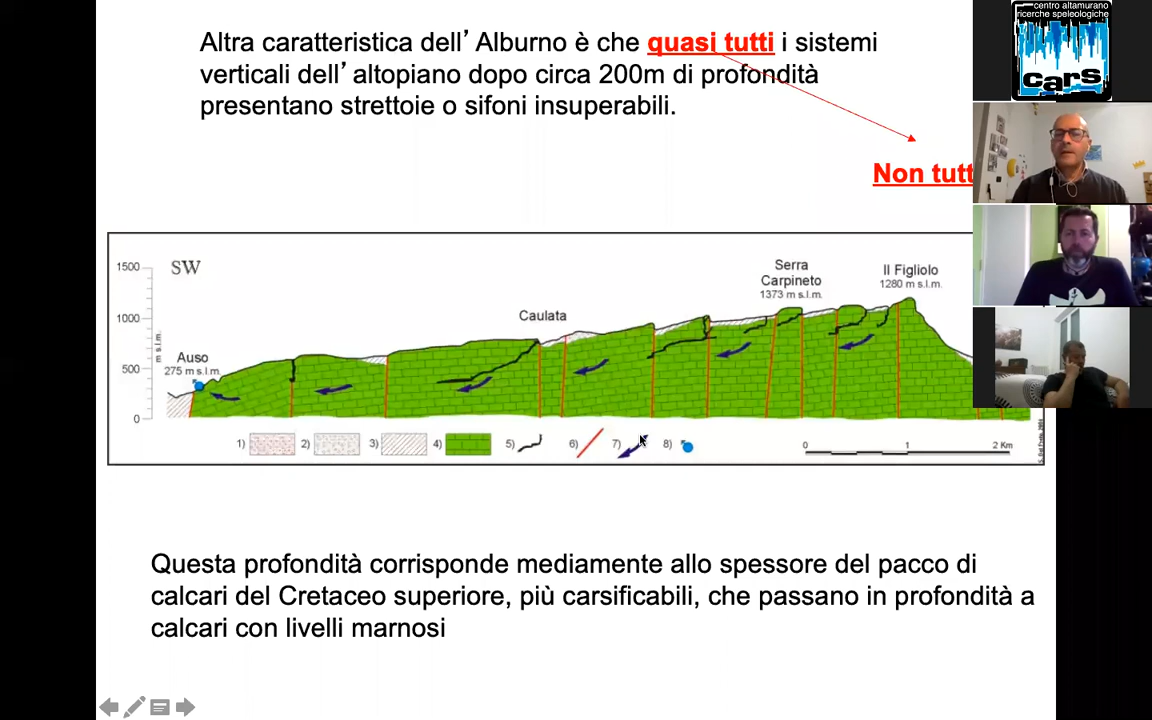 Altra caratteristica dell’Alburno è che quasi tutti i sistemi
verticali dell’altopiano dopo circa 200m di profondità
presentano strettoie o sifoni insuperabili.
Non tutt
centro altamurano
ricerche speleologiche
cars
1500
1000
500
0
m s.l.m.
SW
Auso
275 m s.l.m.
Caulata
Serra
Carpineto
1373 m s.l.m.
Il Figliolo
1280 m s.l.m.
1) 2) 3) 4) 5) 6) 7) 8)
0 1 2 Km
Questa profondità corrisponde mediamente allo spessore del pacco di
calcari del Cretaceo superiore, più carsificabili, che passano in profondità a
calcari con livelli marnosi